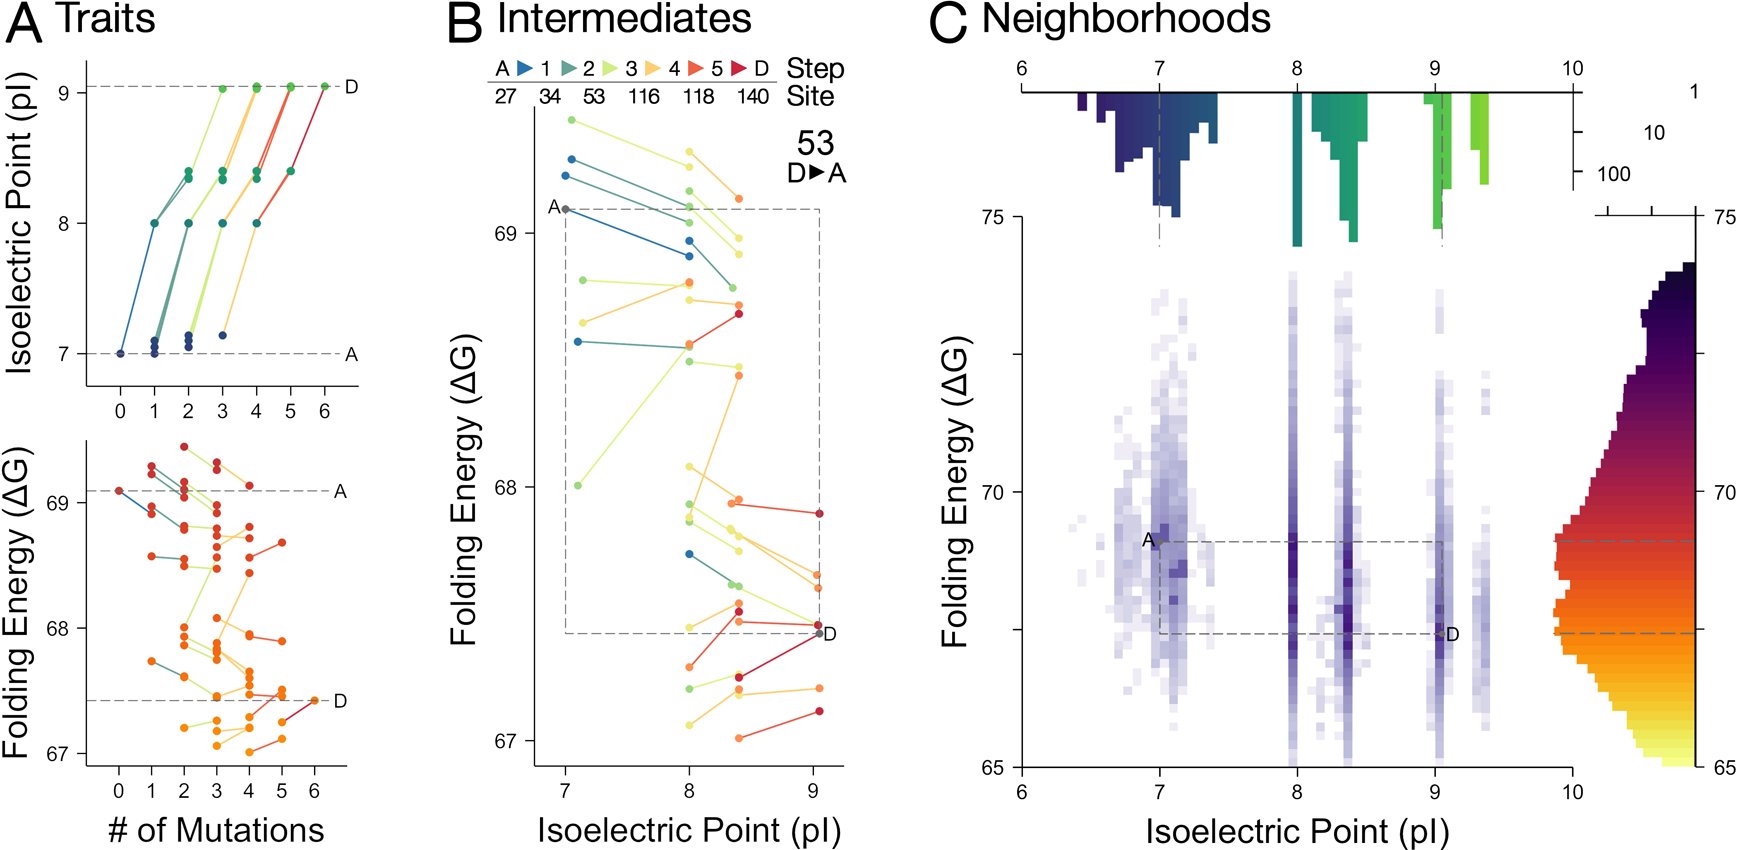 A Traits
Isoelectric Point (pI)
9
8
7
D
A
0 1 2 3 4 5 6
Folding Energy (ΔG)
69
68
67
A
D
0 1 2 3 4 5 6
# of Mutations
B Intermediates
A ▶ 1 ▶ 2 ▶ 3 ▶ 4 ▶ 5 ▶ D Step
27 34 53 116 118 140 Site
53
D▶A
Folding Energy (ΔG)
69
68
67
A
D
7 8 9
Isoelectric Point (pI)
C Neighborhoods
6 7 8 9 10
1
10
100
75
75
Folding Energy (ΔG)
70
70
A
D
65
65
6 7 8 9 10
Isoelectric Point (pI)